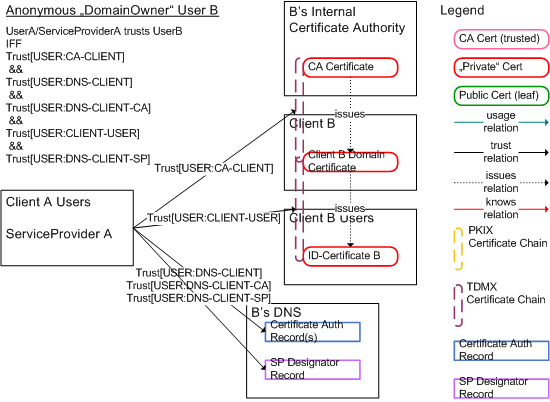 Anonymous „DomainOwner“ User B
UserA/ServiceProviderA trusts UserB
IFF
Trust[USER:CA-CLIENT]
&&
Trust[USER:DNS-CLIENT]
&&
Trust[USER:DNS-CLIENT-CA]
&&
Trust[USER:CLIENT-USER]
&&
Trust[USER:DNS-CLIENT-SP]
Client A Users
ServiceProvider A
Trust[USER:CA-CLIENT]
Trust[USER:CLIENT-USER]
Trust[USER:DNS-CLIENT]
Trust[USER:DNS-CLIENT-CA]
Trust[USER:DNS-CLIENT-SP]
B's Internal
Certificate Authority
CA Certificate
issues
Client B
Client B Domain
Certificate
issues
Client B Users
ID-Certificate B
B's DNS
Certificate Auth
Record(s)
SP Designator
Record
Legend
CA Cert (trusted)
„Private“ Cert
Public Cert (leaf)
usage
relation
trust
relation
issues
relation
knows
relation
PKIX
Certificate Chain
TDMX
Certificate Chain
Certificate Auth
Record
SP Designator
Record